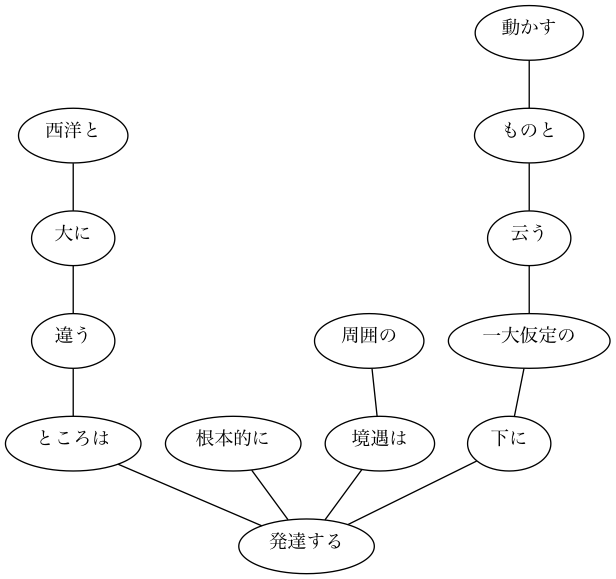 動かす
西洋と
ものと
大に
云う
違う
周囲の
一大仮定の
ところは
根本的に
境遇は
下に
発達する